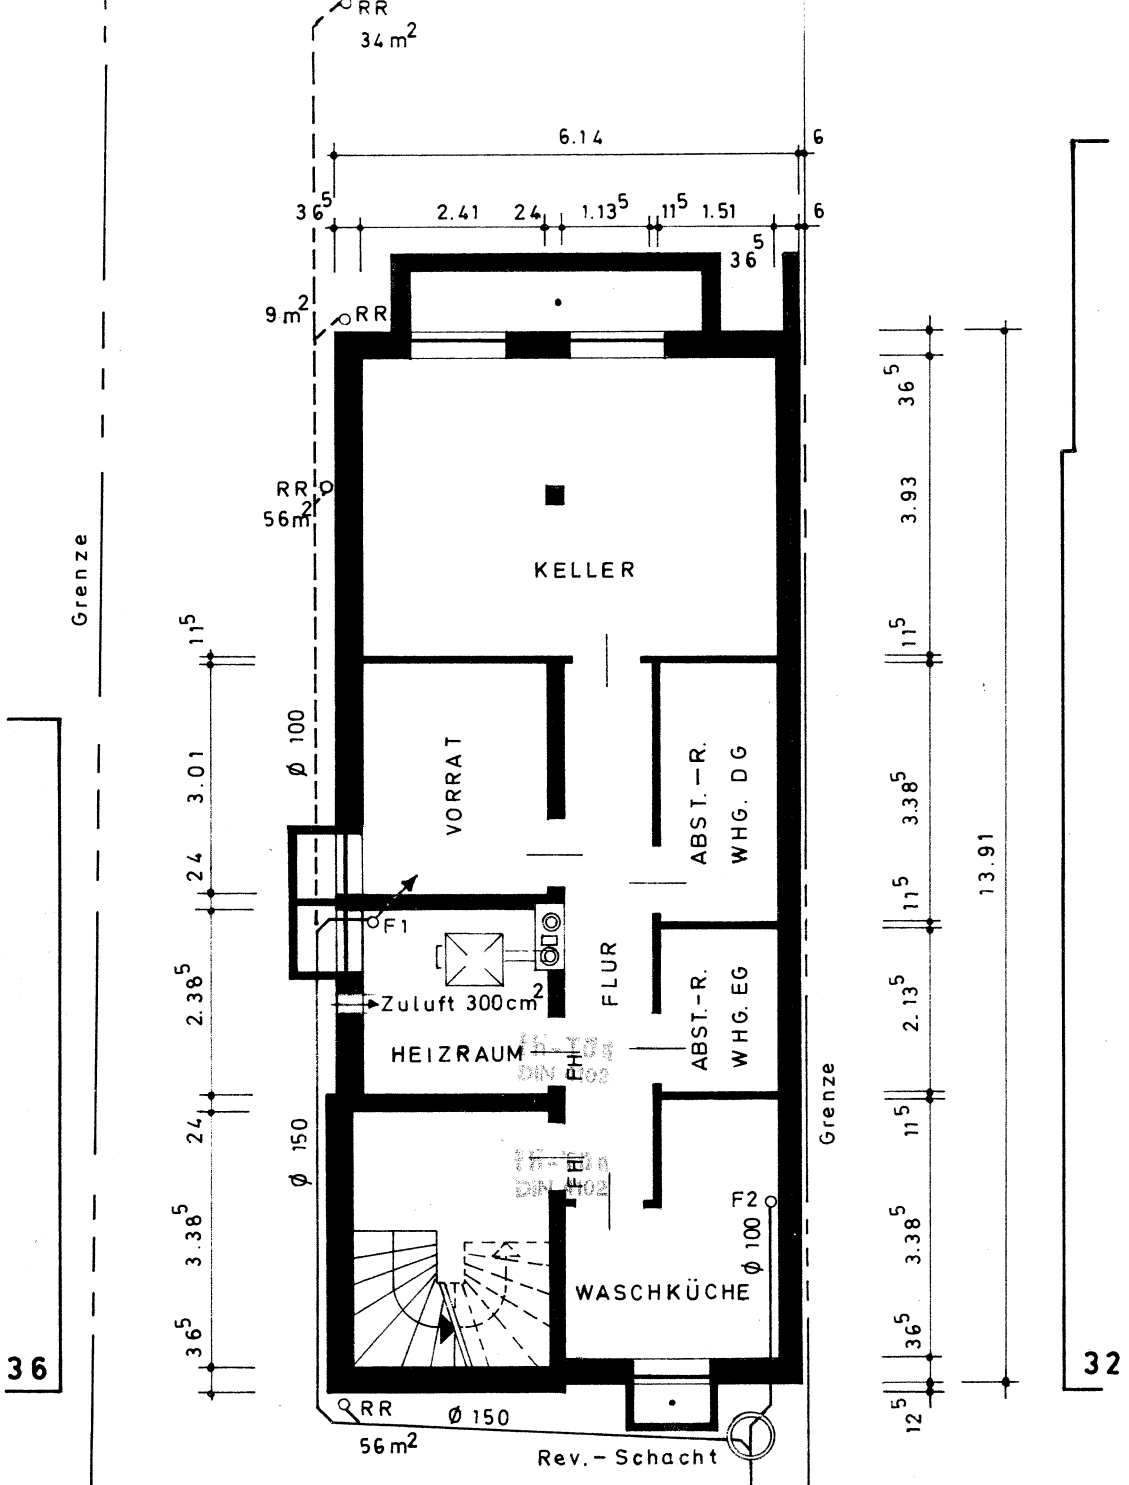 RR
34 m²
6.14
6
36⁵
2.41
24
1.13⁵
11⁵
1.51
6
36⁵
9 m²
RR
36⁵
RR
56 m²
3.93
KELLER
Grenze
11⁵
11⁵
Ø 100
3.01
VORRAT
ABST.-R.
WHG. DG
3.38⁵
13.91
24
11⁵
F1
FLUR
2.38⁵
Zuluft 300cm²
ABST.-R.
WHG. EG
2.13⁵
HEIZRAUM
FH
DIN 4102
Grenze
24
11⁵
Ø 150
FH
DIN 4102
F2
Ø 100
3.38⁵
3.38⁵
WASCHKÜCHE
36⁵
36⁵
36
32
RR
56 m²
Ø 150
12⁵
Rev.-Schacht